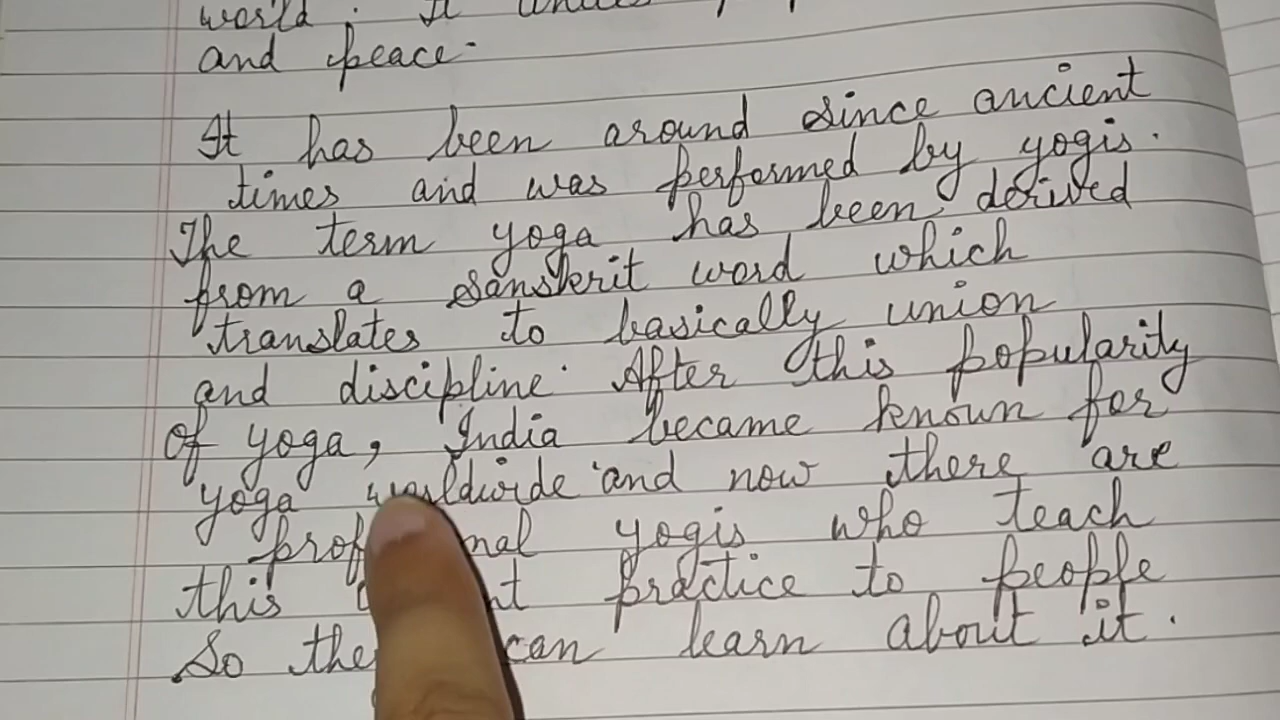 world. It
and peace.
It has been around since ancient
times and was performed by yogis.
The term yoga has been derived
from a Sanskrit word which
translates to basically union
and discipline. After this popularity
of yoga, India became known for
yoga worldwide and now there are
yogis who teach
this practice to people
So can learn about it.